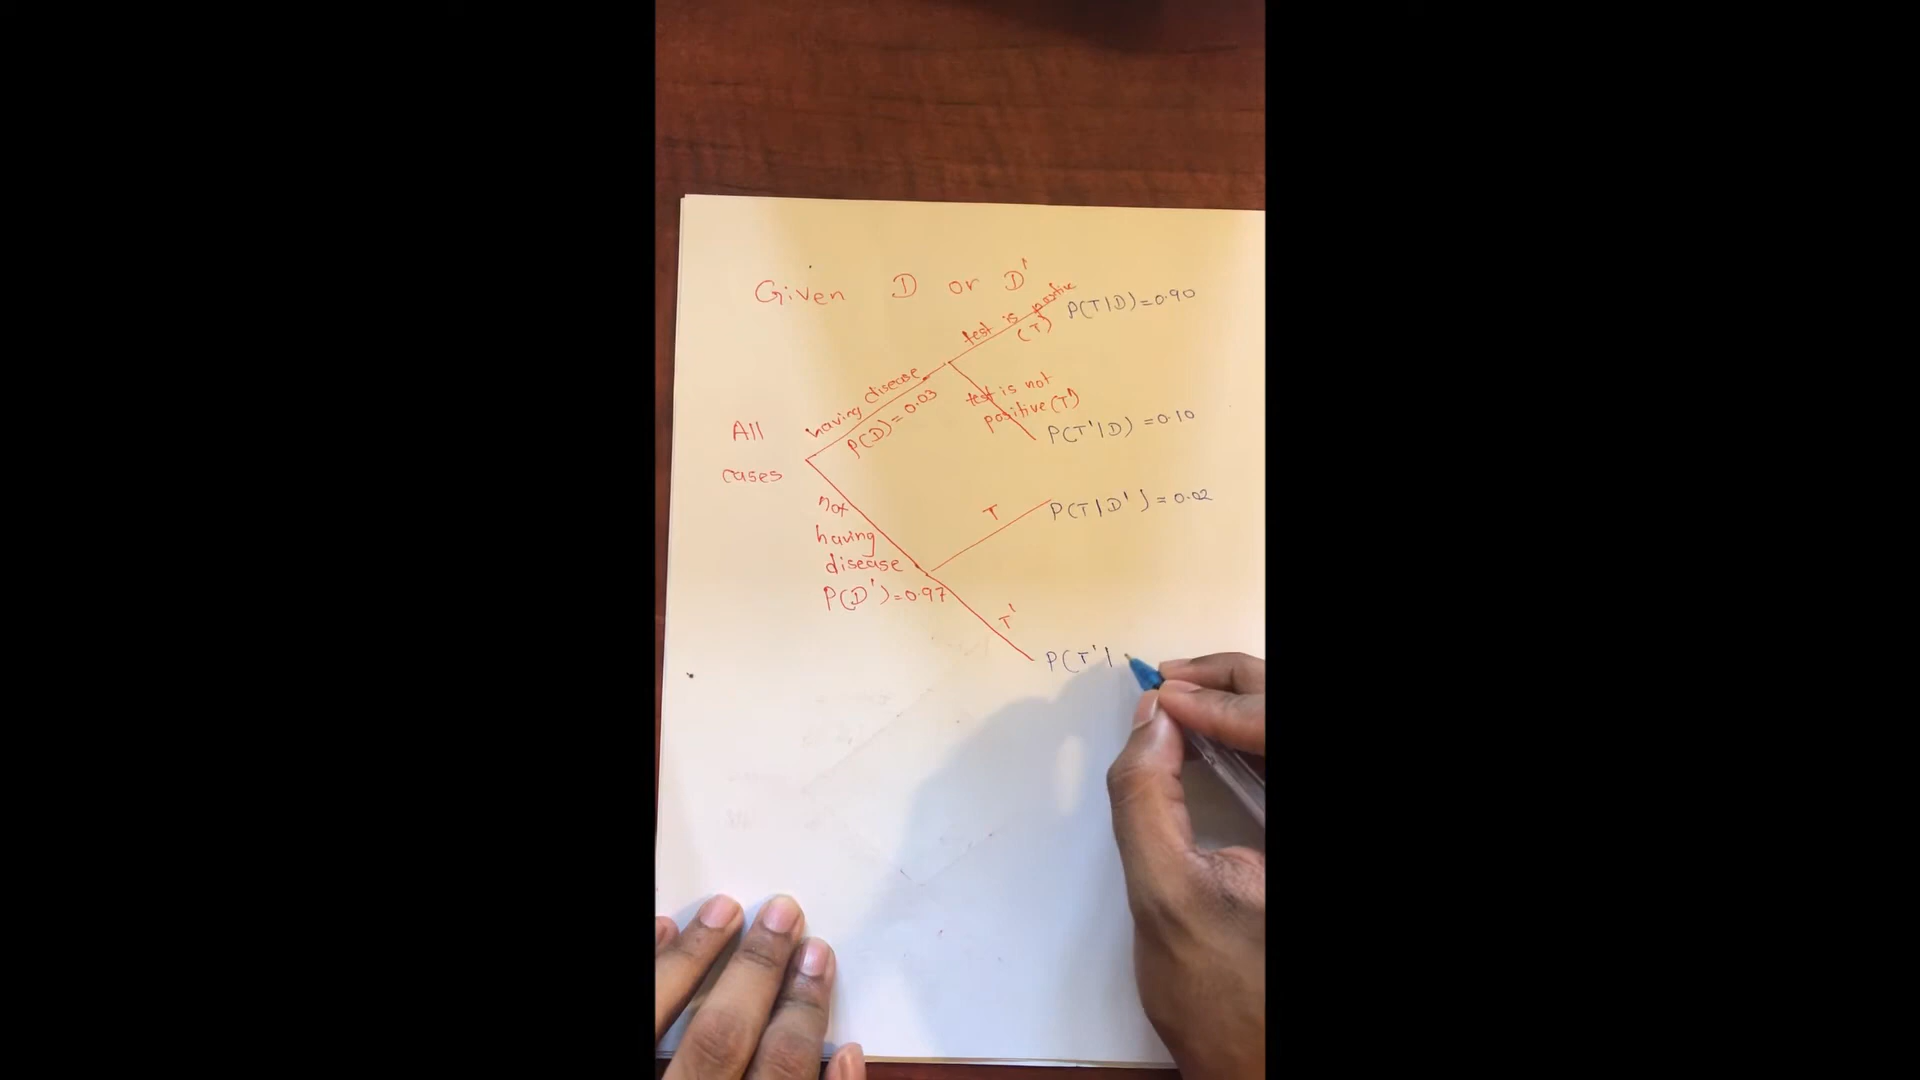 Given D or D'
test is positive
(T)
P(T|D)=0.90
having disease
P(D)=0.03
test is not
positive(T')
P(T'|D)=0.10
All
cases
Not
having
disease
P(D')=0.97
T
P(T|D')=0.02
T'
P(T'|